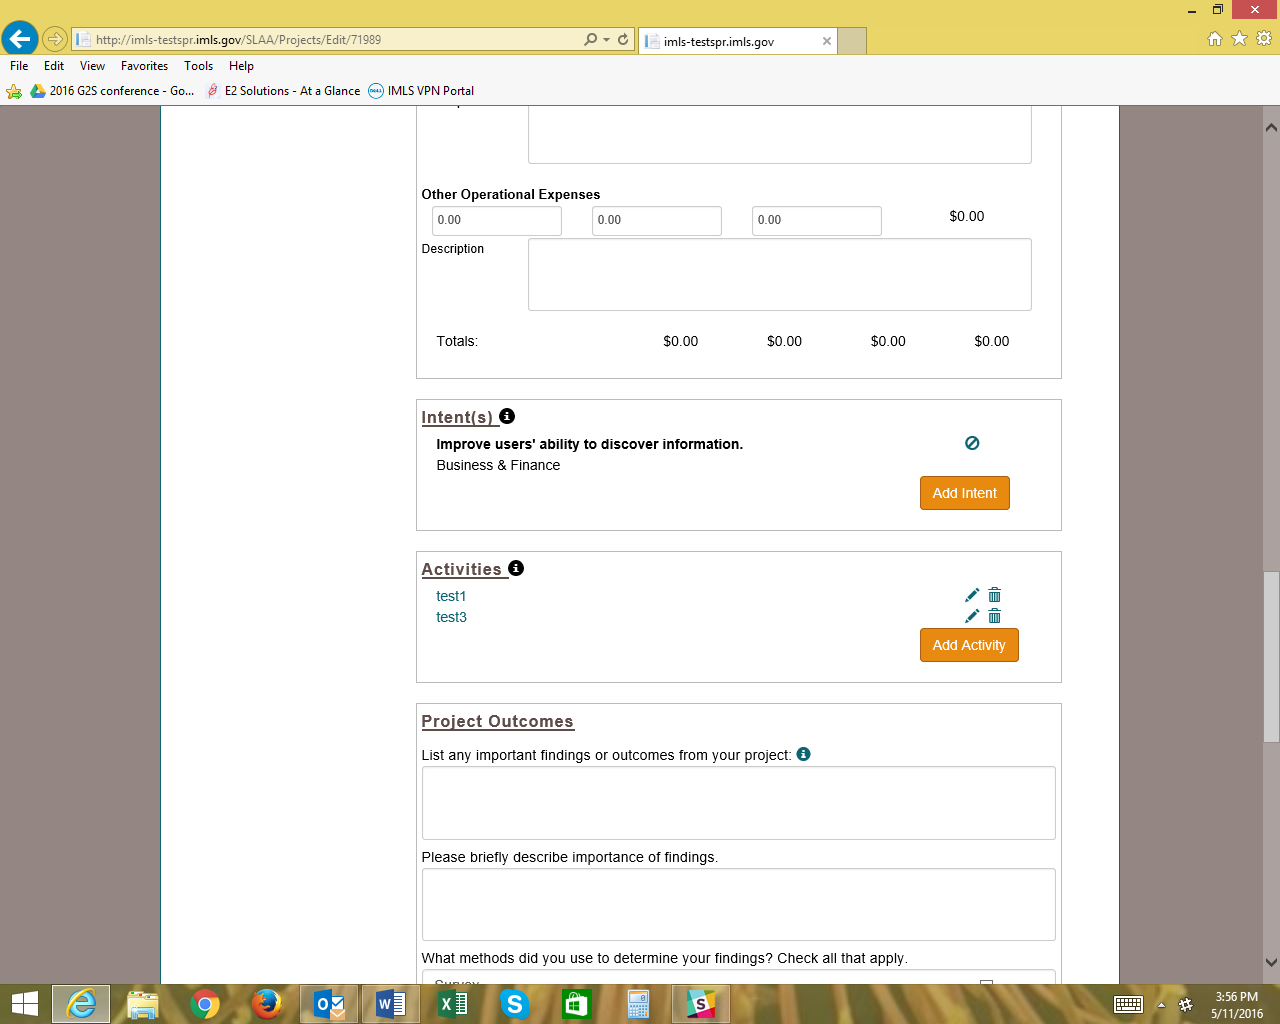 http://imls-testspr.imls.gov/SLAA/Projects/Edit/71989
imls-testspr.imls.gov
File Edit View Favorites Tools Help
2016 G2S conference - Go... E2 Solutions - At a Glance IMLS VPN Portal
Other Operational Expenses
0.00 0.00 0.00 $0.00
Description
Totals: $0.00 $0.00 $0.00 $0.00
Intent(s)
Improve users' ability to discover information.
Business & Finance
Add Intent
Activities
test1
test3
Add Activity
Project Outcomes
List any important findings or outcomes from your project:
Please briefly describe importance of findings.
What methods did you use to determine your findings? Check all that apply.
Survey
3:56 PM
5/11/2016